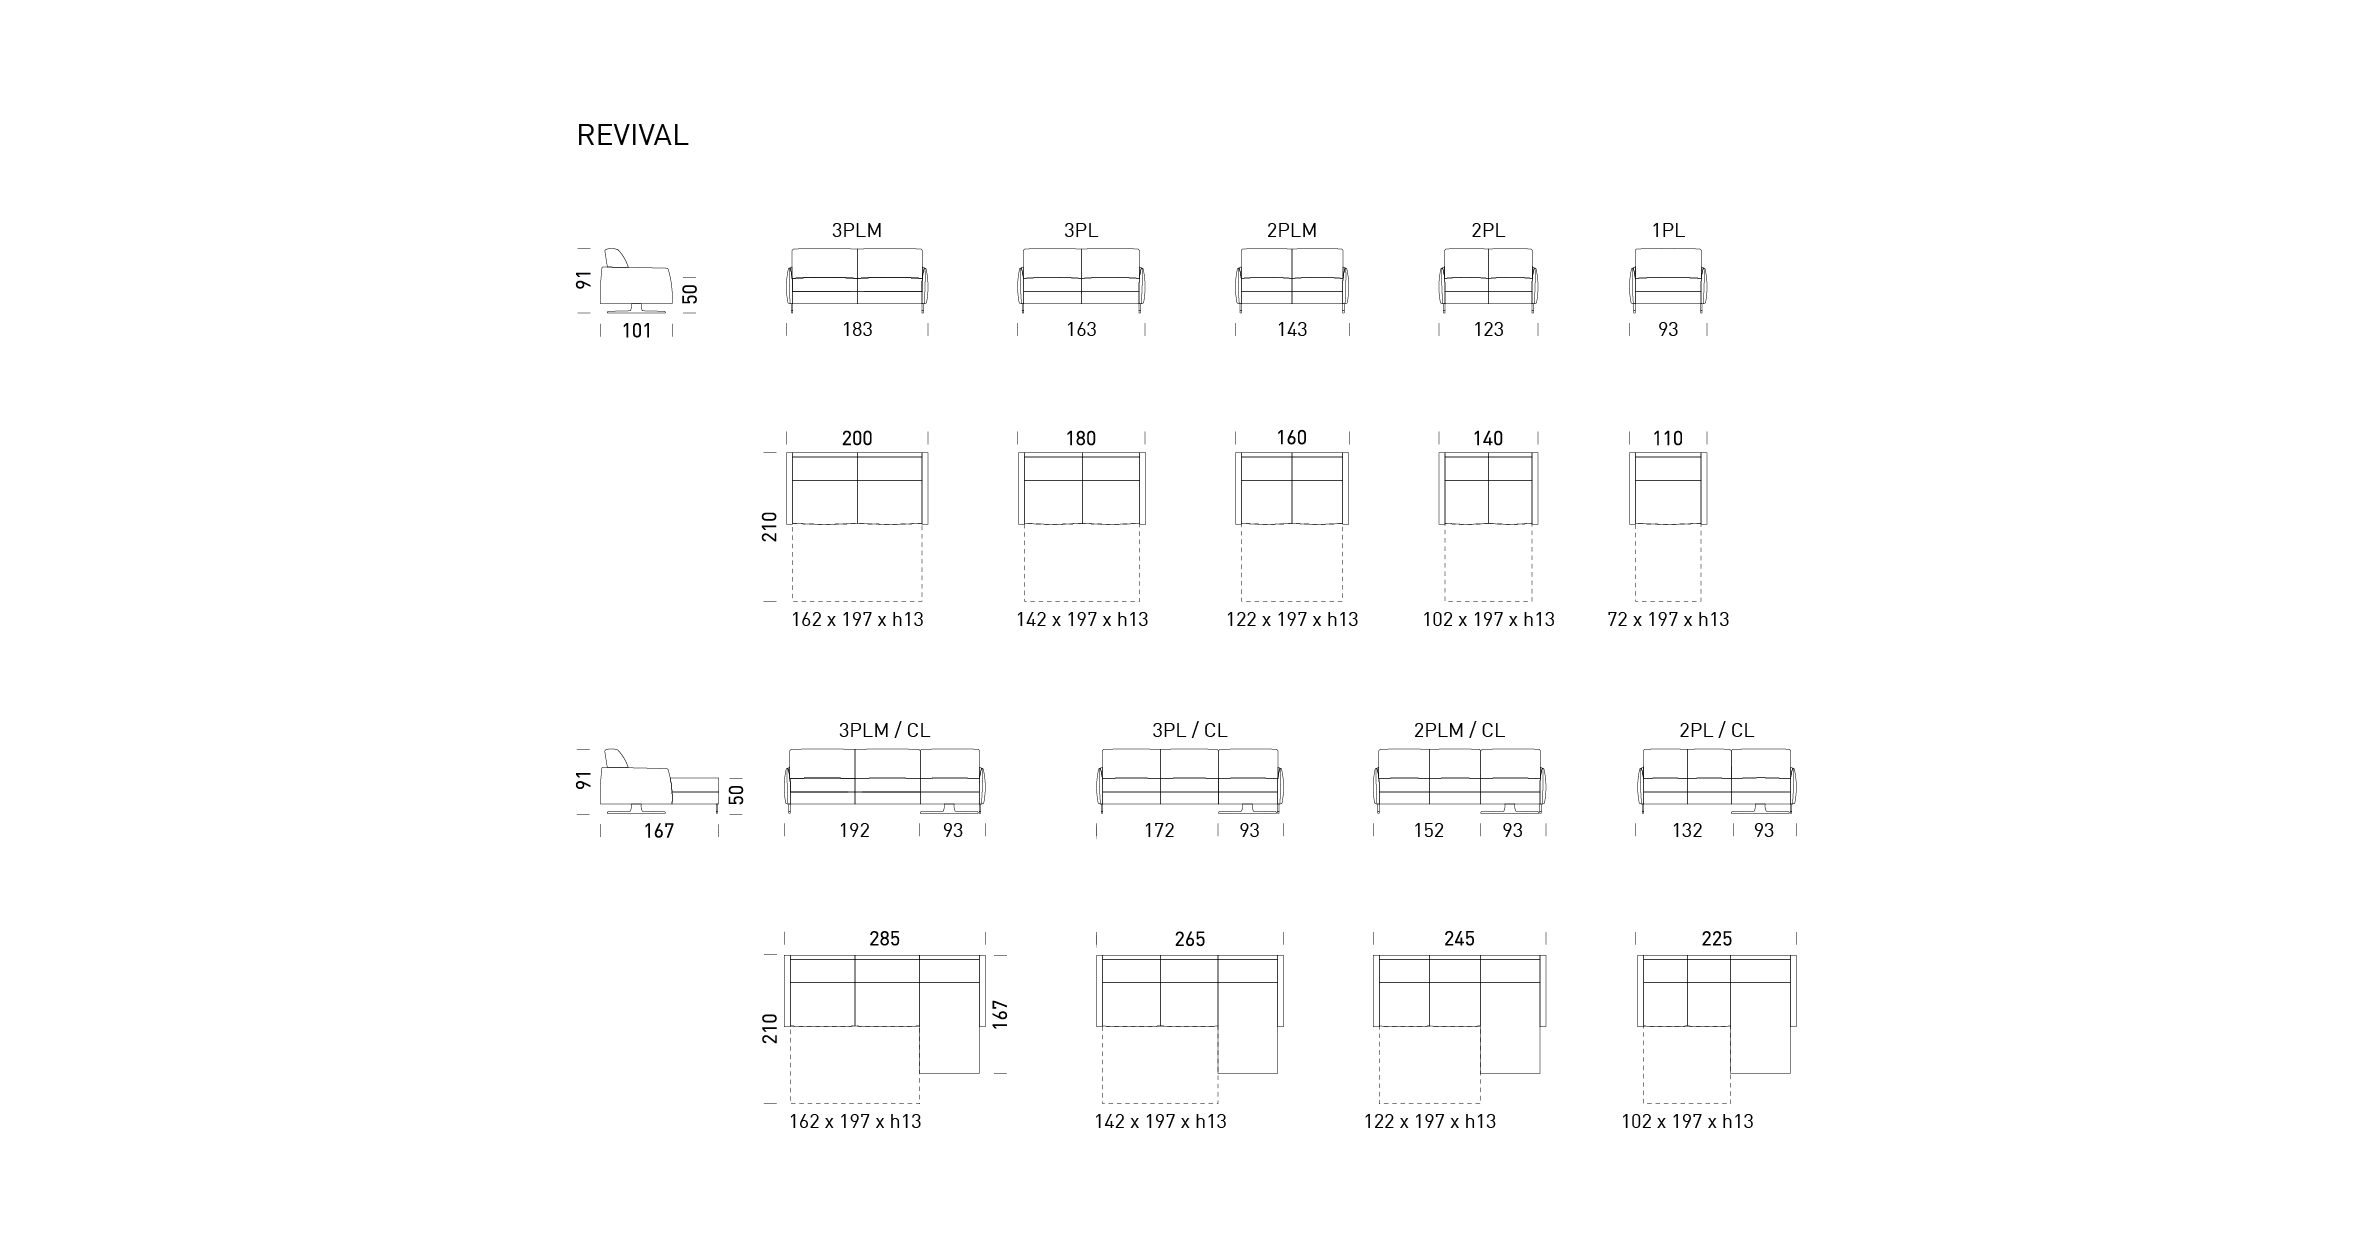 REVIVAL
3PLM 3PL 2PLM 2PL 1PL
91 50
101 183 163 143 123 93
200 180 160 140 110
210
162 x 197 x h13 142 x 197 x h13 122 x 197 x h13 102 x 197 x h13 72 x 197 x h13
3PLM / CL 3PL / CL 2PLM / CL 2PL / CL
91 50
167 192 93 172 93 152 93 132 93
285 265 245 225
210 167
162 x 197 x h13 142 x 197 x h13 122 x 197 x h13 102 x 197 x h13